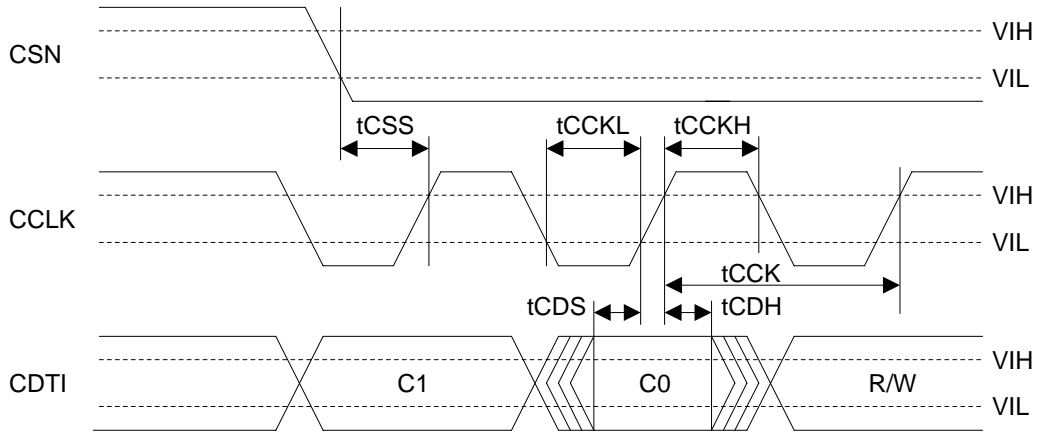 VIH
CSN
VIL
tCSS
tCCKL
tCCKH
VIH
CCLK
VIL
tCCK
tCDS
tCDH
VIH
CDTI
C1
C0
R/W
VIL